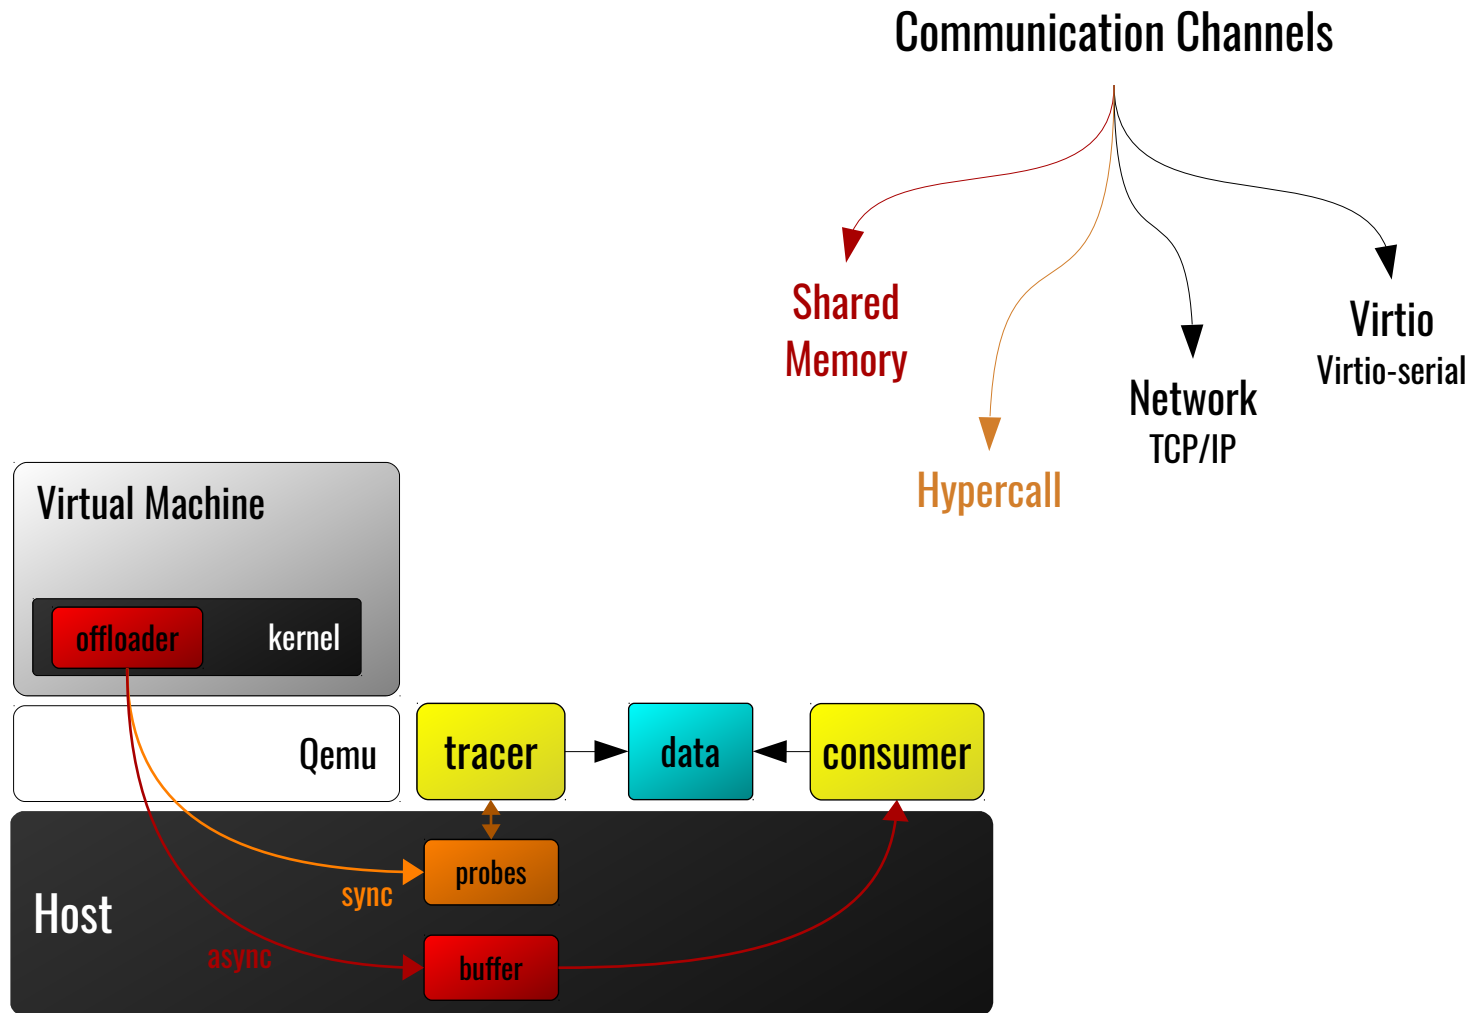 Communication Channels
Shared
Memory
Hypercall
Network
TCP/IP
Virtio
Virtio-serial
Virtual Machine
offloader
kernel
Qemu
tracer
data
consumer
Host
sync
probes
async
buffer